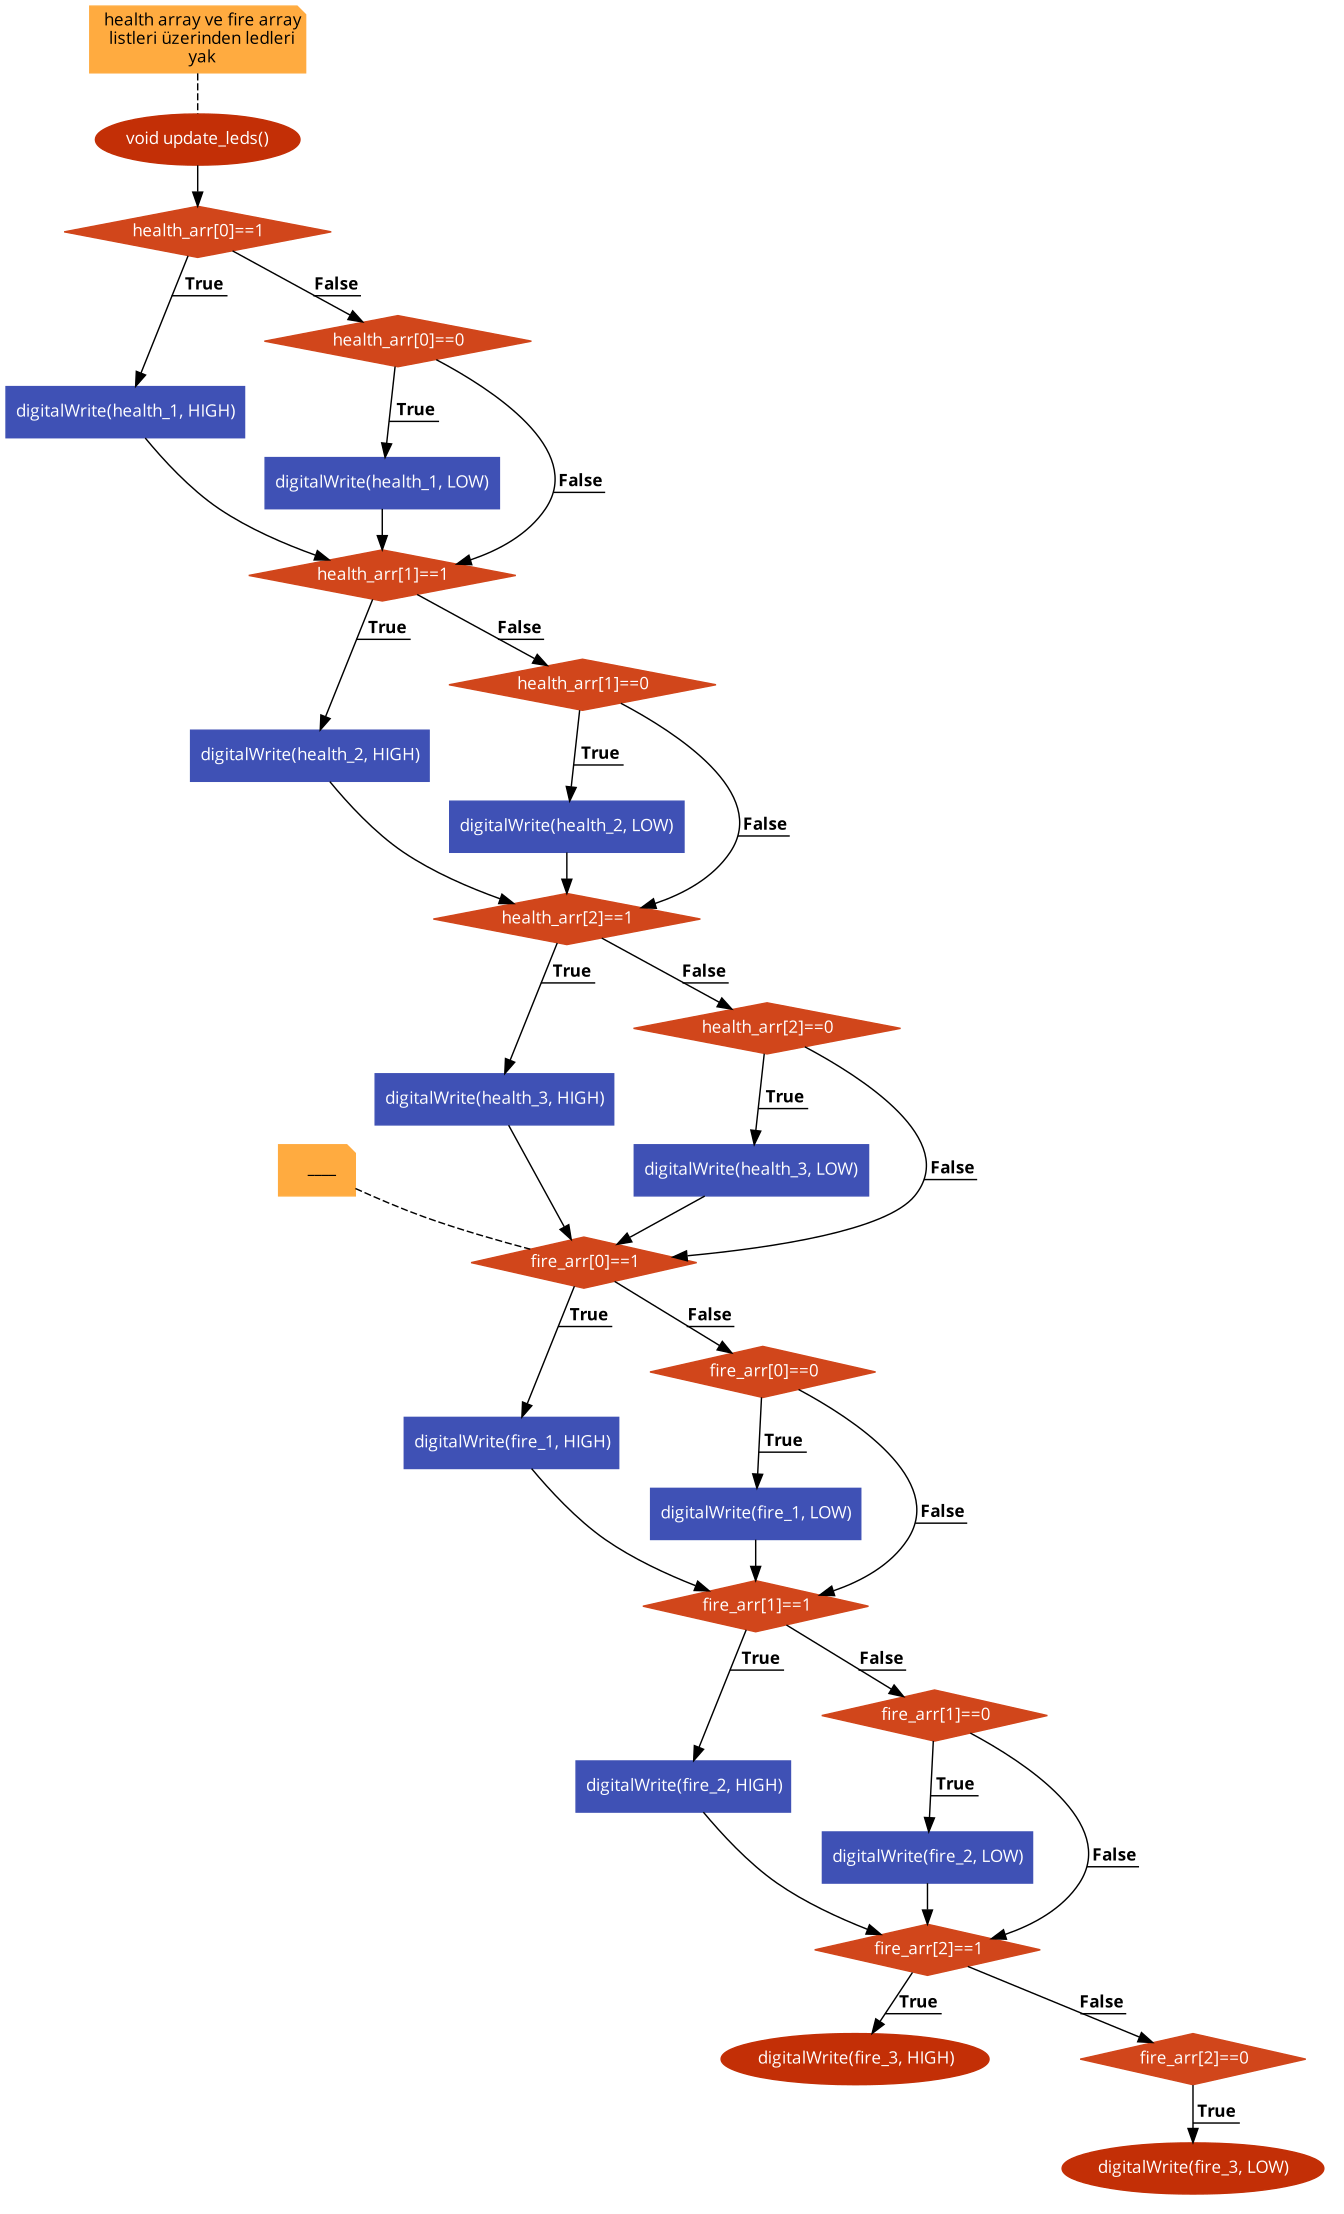 health array ve fire array
listleri üzerinden ledleri
yak
void update_leds()
health_arr[0]==1
True
False
health_arr[0]==0
digitalWrite(health_1, HIGH)
True
digitalWrite(health_1, LOW)
False
health_arr[1]==1
True
False
health_arr[1]==0
digitalWrite(health_2, HIGH)
True
digitalWrite(health_2, LOW)
False
health_arr[2]==1
True
False
health_arr[2]==0
digitalWrite(health_3, HIGH)
True
digitalWrite(health_3, LOW)
False
___
fire_arr[0]==1
True
False
fire_arr[0]==0
digitalWrite(fire_1, HIGH)
True
digitalWrite(fire_1, LOW)
False
fire_arr[1]==1
True
False
fire_arr[1]==0
digitalWrite(fire_2, HIGH)
True
digitalWrite(fire_2, LOW)
False
fire_arr[2]==1
True
False
digitalWrite(fire_3, HIGH)
fire_arr[2]==0
True
digitalWrite(fire_3, LOW)